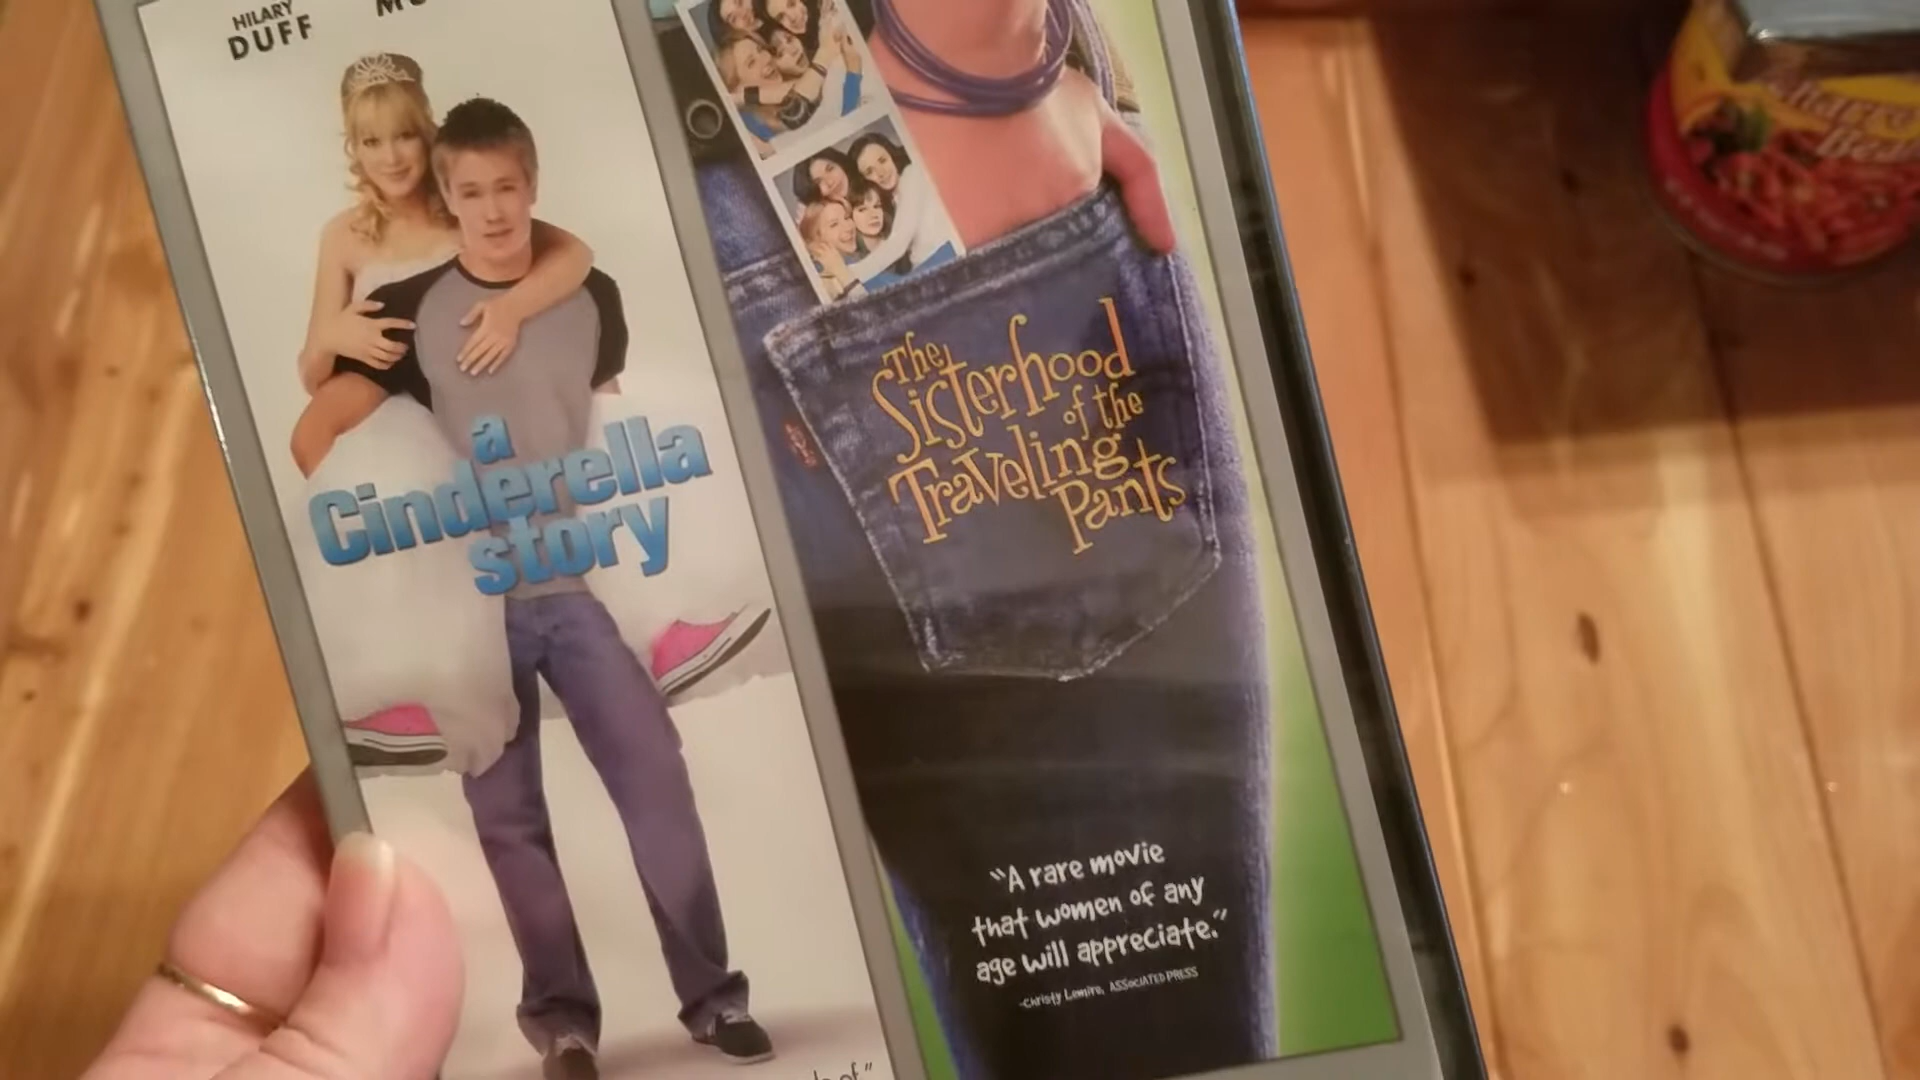 HILARY
DUFF
a
Cinderella
story
The
Sisterhood
of the
Traveling
Pants
"A rare movie
that women of any
age will appreciate."
-Christy Lemire, ASSOCIATED PRESS
of"